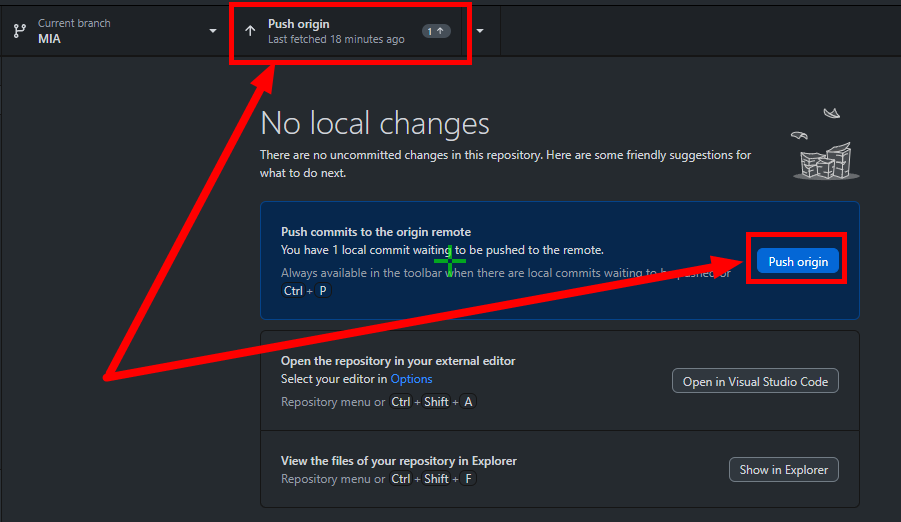 Current branch
MIA
Push origin
Last fetched 18 minutes ago
1
No local changes
There are no uncommitted changes in this repository. Here are some friendly suggestions for
what to do next.
Push commits to the origin remote
You have 1 local commit waiting to be pushed to the remote.
Always available in the toolbar when there are local commits waiting to be pushed or
Ctrl + P
Push origin
Open the repository in your external editor
Select your editor in Options
Repository menu or Ctrl + Shift + A
Open in Visual Studio Code
View the files of your repository in Explorer
Repository menu or Ctrl + Shift + F
Show in Explorer